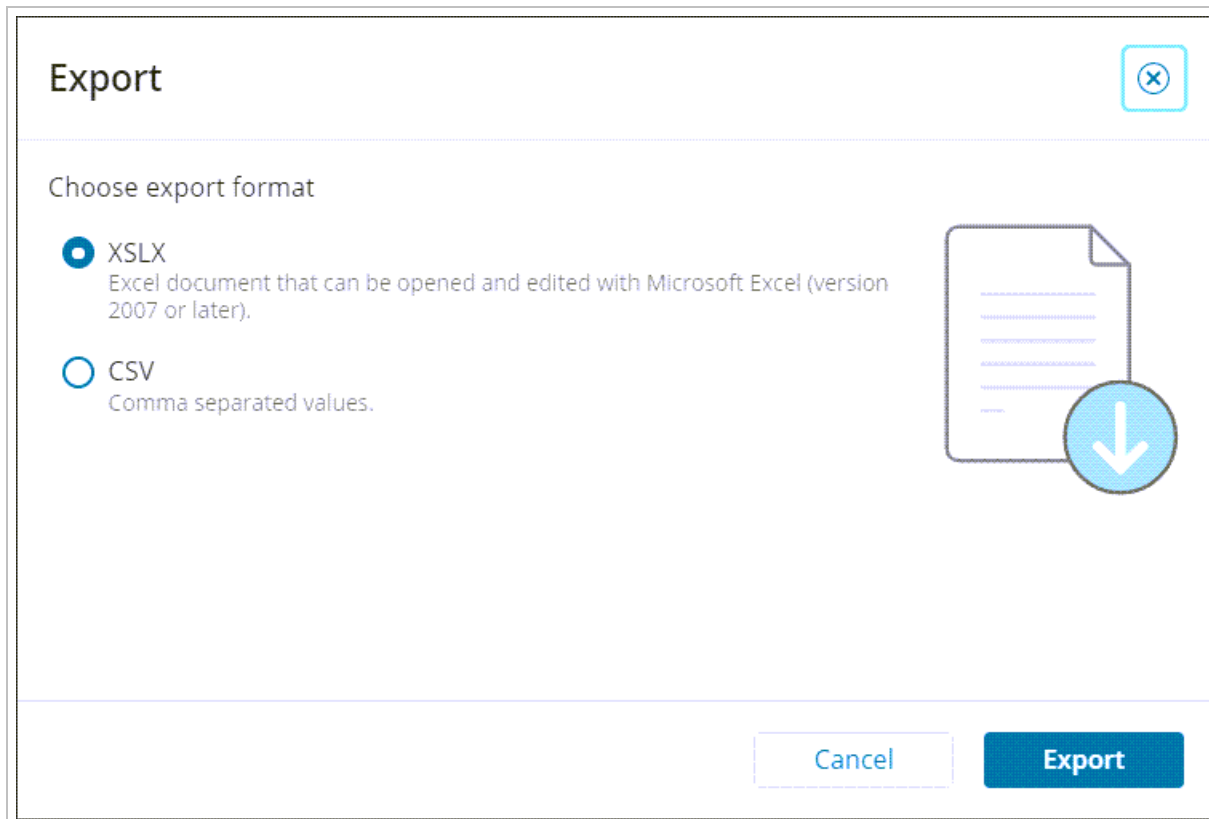 Export
Choose export format
XSLX
Excel document that can be opened and edited with Microsoft Excel (version
2007 or later).
CSV
Comma separated values.
Cancel
Export